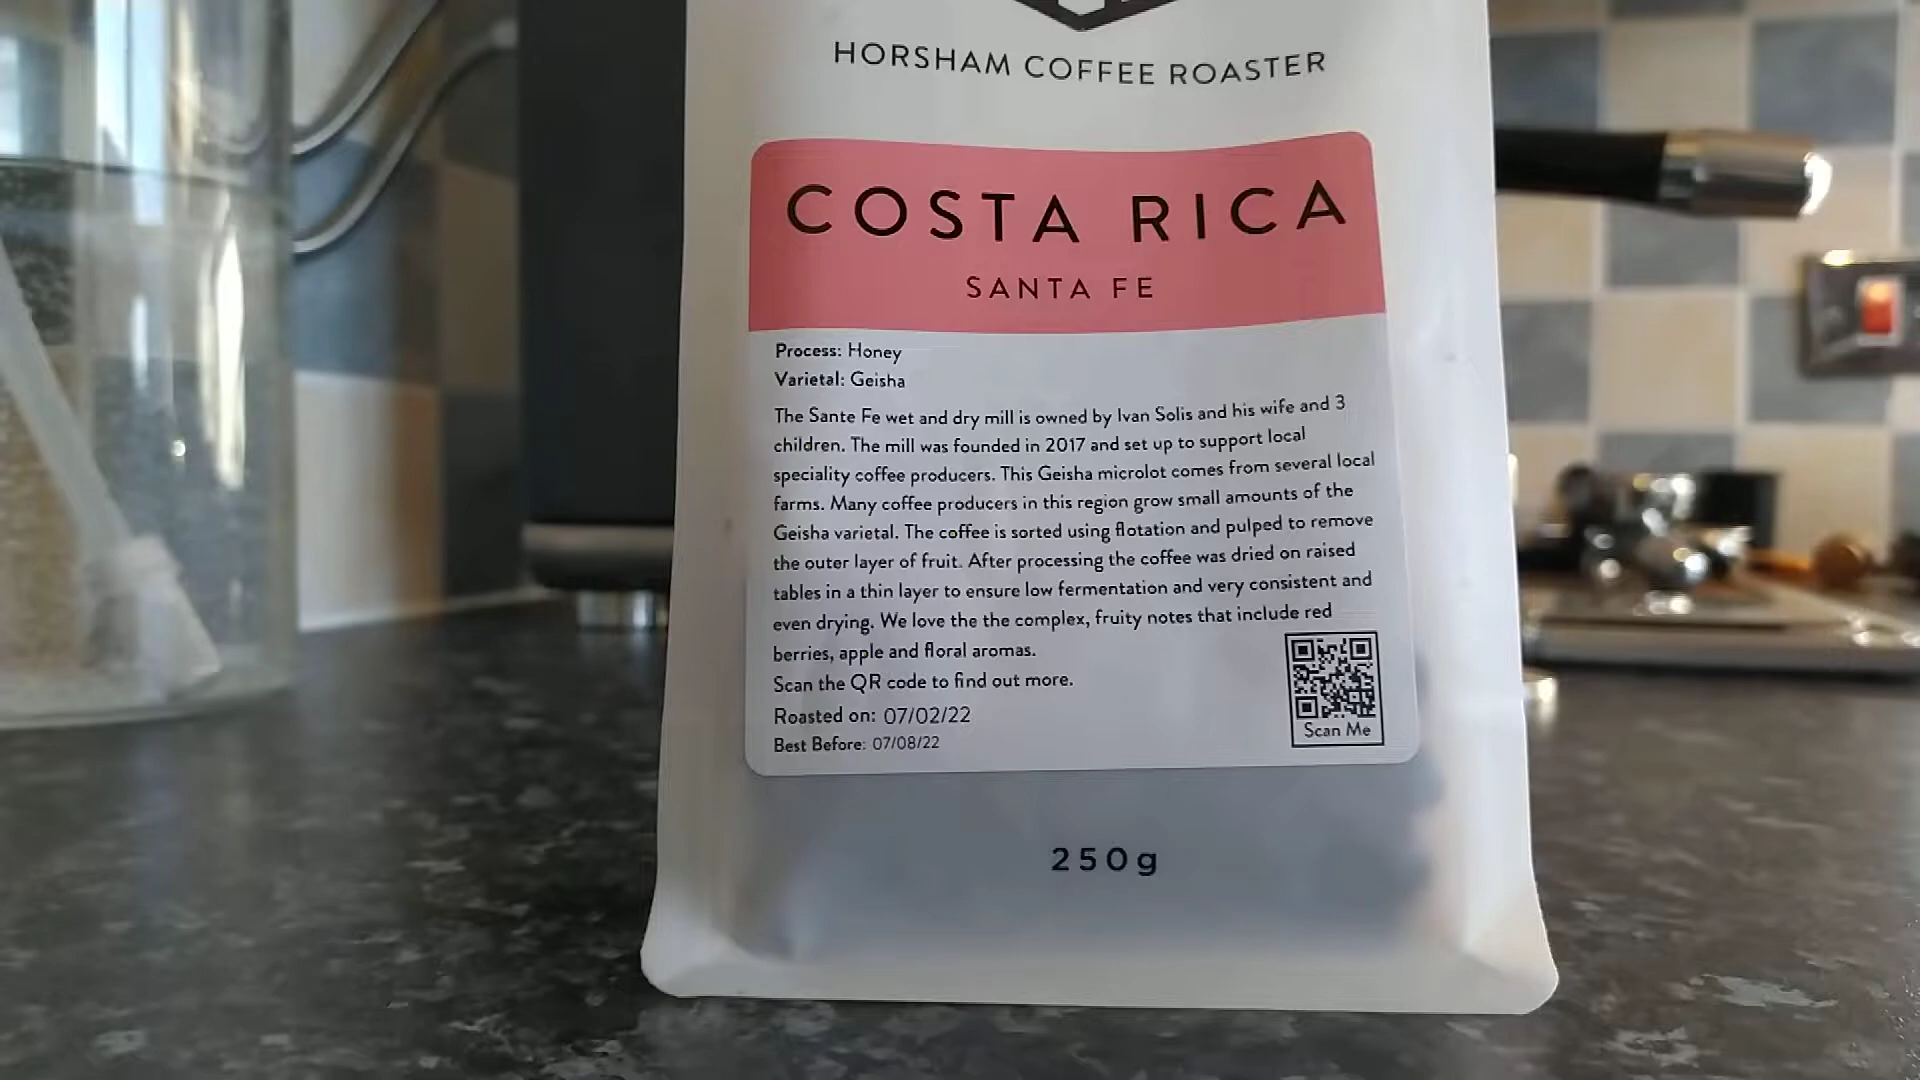 HORSHAM COFFEE ROASTER
COSTA RICA
SANTA FE
Process: Honey
Varietal: Geisha
The Sante Fe wet and dry mill is owned by Ivan Solis and his wife and 3
children. The mill was founded in 2017 and set up to support local
speciality coffee producers. This Geisha microlot comes from several local
farms. Many coffee producers in this region grow small amounts of the
Geisha varietal. The coffee is sorted using flotation and pulped to remove
the outer layer of fruit. After processing the coffee was dried on raised
tables in a thin layer to ensure low fermentation and very consistent and
even drying. We love the the complex, fruity notes that include red
berries, apple and floral aromas.
Scan the QR code to find out more.
Roasted on: 07/02/22
Best Before: 07/08/22
Scan Me
250g